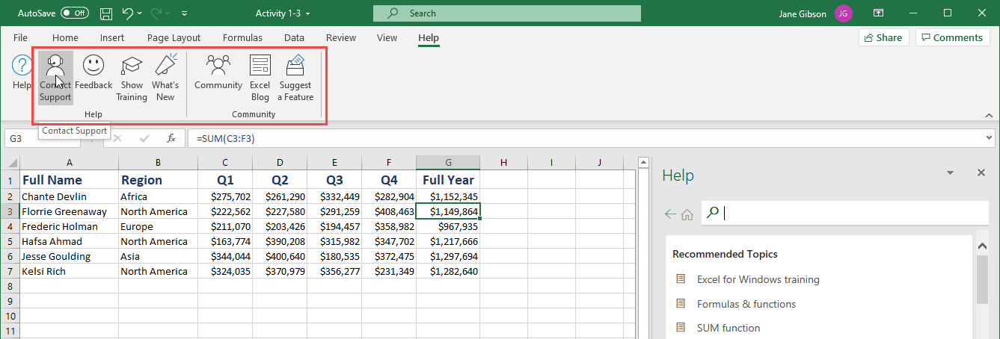 AutoSave Off Activity 1-3 Search Jane Gibson JG
File Home Insert Page Layout Formulas Data Review View Help Share Comments
Help Contact Support Feedback Show Training What's New Community Excel Blog Suggest a Feature
Help Community
Contact Support
G3 fx =SUM(C3:F3)
A B C D E F G H I J
1 Full Name Region Q1 Q2 Q3 Q4 Full Year
2 Chante Devlin Africa $275,702 $261,290 $332,449 $282,904 $1,152,345
3 Florrie Greenaway North America $222,562 $227,580 $291,259 $408,463 $1,149,864
4 Frederic Holman Europe $211,070 $203,426 $194,457 $358,982 $967,935
5 Hafsa Ahmad North America $163,774 $390,208 $315,982 $347,702 $1,217,666
6 Jesse Goulding Asia $344,044 $400,640 $180,535 $372,475 $1,297,694
7 Kelsi Rich North America $324,035 $370,979 $356,277 $231,349 $1,282,640
8
9
10
11
Help
Recommended Topics
Excel for Windows training
Formulas & functions
SUM function